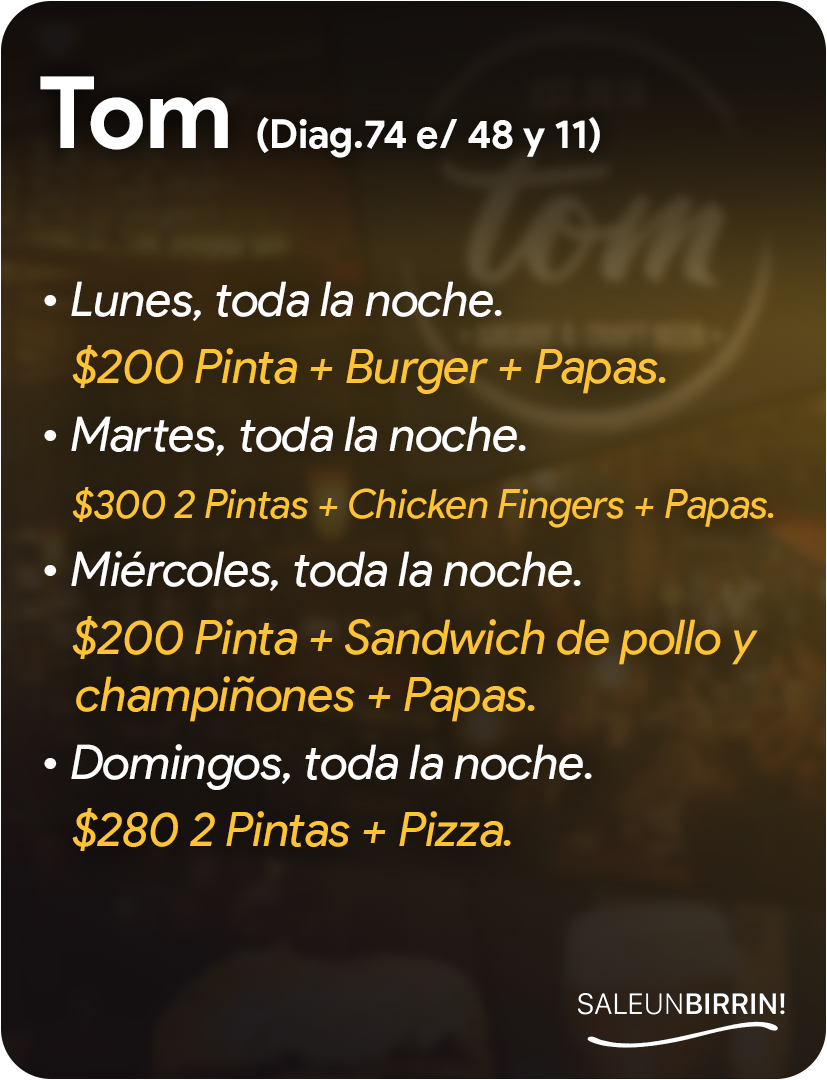 Tom (Diag.74 e/ 48 y 11)
tom
• Lunes, toda la noche.
$200 Pinta + Burger + Papas.
• Martes, toda la noche.
$300 2 Pintas + Chicken Fingers + Papas.
• Miércoles, toda la noche.
$200 Pinta + Sandwich de pollo y
champiñones + Papas.
• Domingos, toda la noche.
$280 2 Pintas + Pizza.
SALEUNBIRRIN!